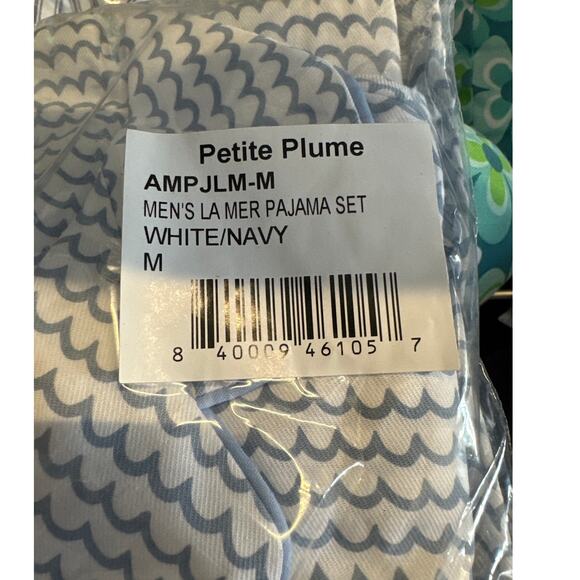 Petite Plume
AMPJLM-M
MEN'S LA MER PAJAMA SET
WHITE/NAVY
M
8 40009 46105 7